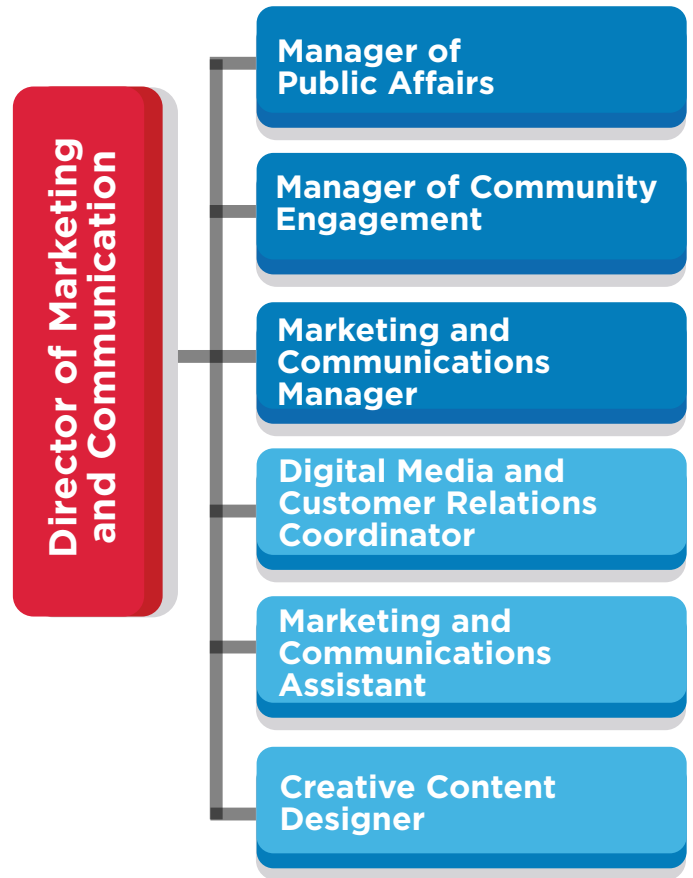 Director of Marketing
and Communication
Manager of
Public Affairs
Manager of Community
Engagement
Marketing and
Communications
Manager
Digital Media and
Customer Relations
Coordinator
Marketing and
Communications
Assistant
Creative Content
Designer